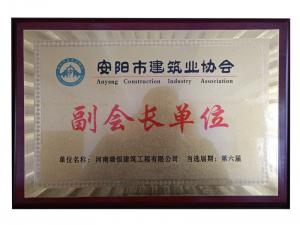 安阳市建筑业协会
Anyang Construction Industry Association
副会长单位
单位名称：河南 恒建筑工程有限公司 当选届期：第六届